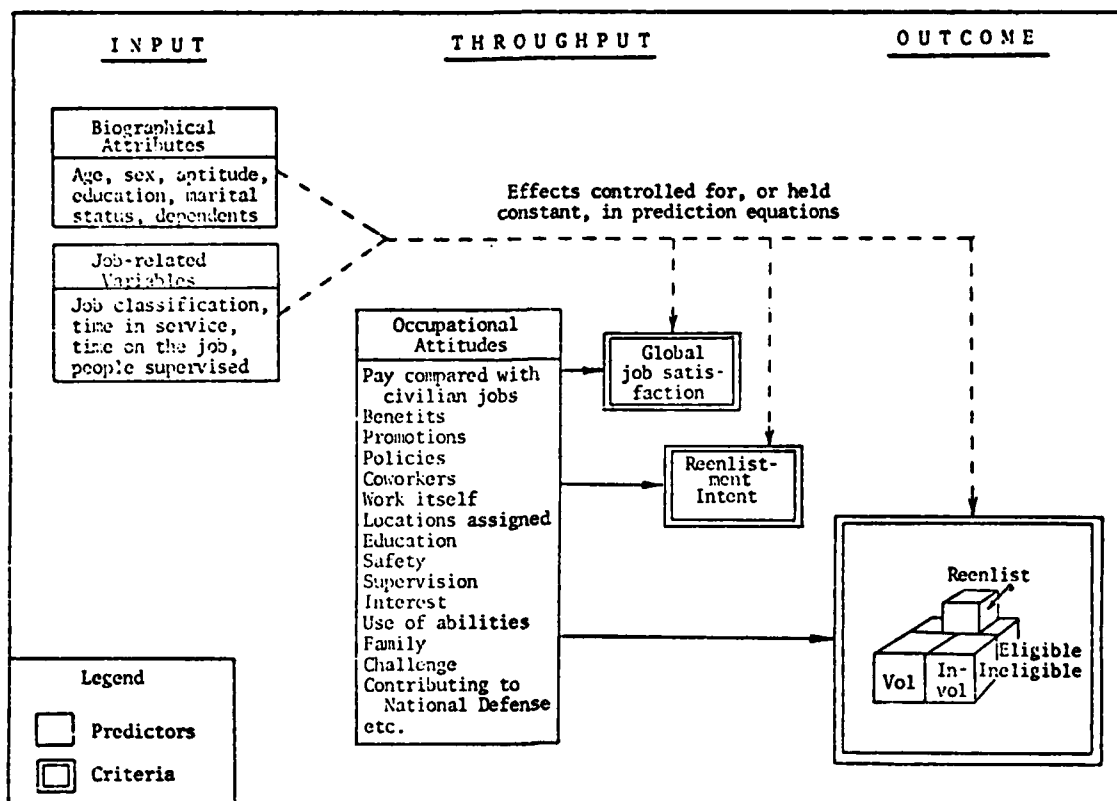 INPUT
THROUGHPUT
OUTCOME
Biographical
Attributes
Age, sex, aptitude,
education, marital
status, dependents
Effects controlled for, or held
constant, in prediction equations
Job-related
Variables
Job classification,
time in service,
time on the job,
people supervised
Occupational
Attitudes
Pay compared with
civilian jobs
Benefits
Promotions
Policies
Coworkers
Work itself
Locations assigned
Education
Safety
Supervision
Interest
Use of abilities
Family
Challenge
Contributing to
National Defense
etc.
Global
job satis-
faction
Reenlist-
ment
Intent
Reenlist
Eligible
Ineligible
Vol
In-
vol
Legend
Predictors
Criteria